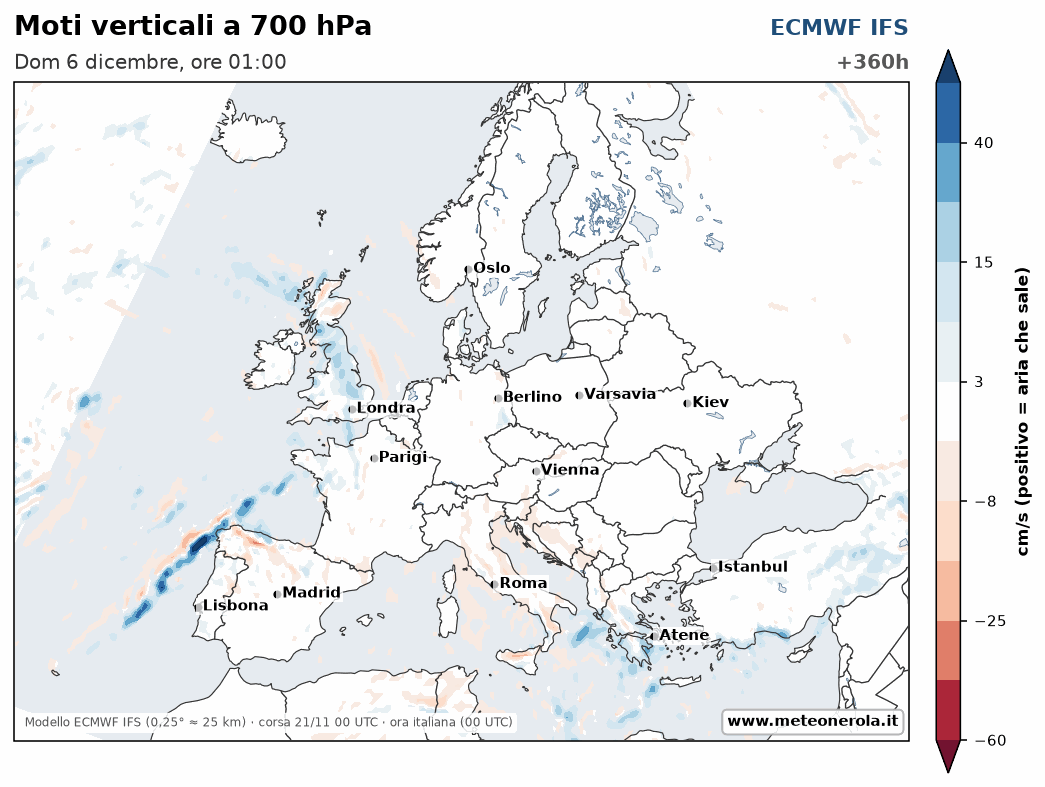 Moti verticali a 700 hPa
ECMWF IFS
Dom 6 dicembre, ore 01:00
+360h
Oslo
Londra
Berlino
Varsavia
Kiev
Parigi
Vienna
Istanbul
Roma
Madrid
Lisbona
Atene
40
15
3
−8
−25
−60
cm/s (positivo = aria che sale)
Modello ECMWF IFS (0,25° ≈ 25 km) · corsa 21/11 00 UTC · ora italiana (00 UTC)
www.meteonerola.it